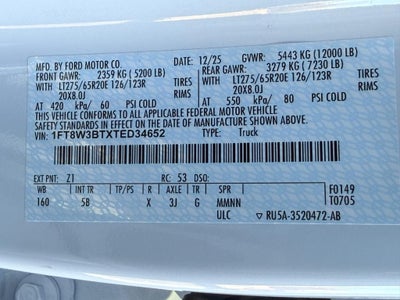 MFD. BY FORD MOTOR CO. 12/25 GVWR: 5443 KG (12000 LB)
FRONT GAWR: 2359 KG (5200 LB) REAR GAWR: 3279 KG (7230 LB)
LT275/65R20E 126/123R TIRES LT275/65R20E 126/123R TIRES
20X8.0J RIMS 20X8.0J RIMS
AT 420 kPa/ 60 PSI COLD AT 550 kPa/ 80 PSI COLD
THIS VEHICLE CONFORMS TO ALL APPLICABLE FEDERAL MOTOR VEHICLE
SAFETY STANDARDS IN EFFECT ON THE DATE OF MANUFACTURE SHOWN ABOVE.
VIN: 1FT8W3BTXTED34652 TYPE: Truck
EXT PNT: Z1 RC: 53 DSO:
WB INT TR TP/PS R AXLE TR SPR F0149
160 5B X 3J G MMNN T0705
ULC RU5A-3520472-AB